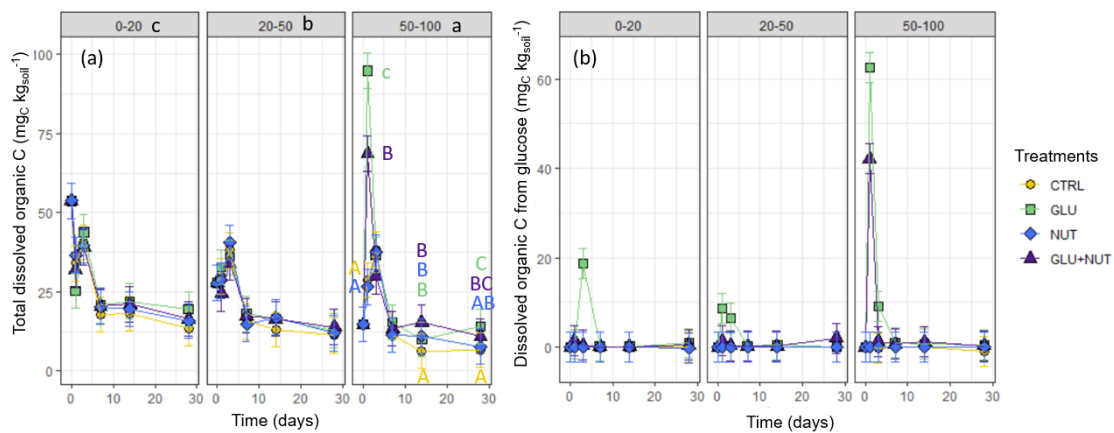 0-20 c
20-50 b
50-100 a
(a)
Total dissolved organic C (mgC kgsoil-1)
100
75
50
25
0
c
B
A
A
B
B
B
A
C
BC
AB
A
0 10 20 30
0 10 20 30
0 10 20 30
Time (days)
0-20
20-50
50-100
(b)
Dissolved organic C from glucose (mgC kgsoil-1)
60
40
20
0
0 10 20 30
0 10 20 30
0 10 20 30
Time (days)
Treatments
CTRL
GLU
NUT
GLU+NUT